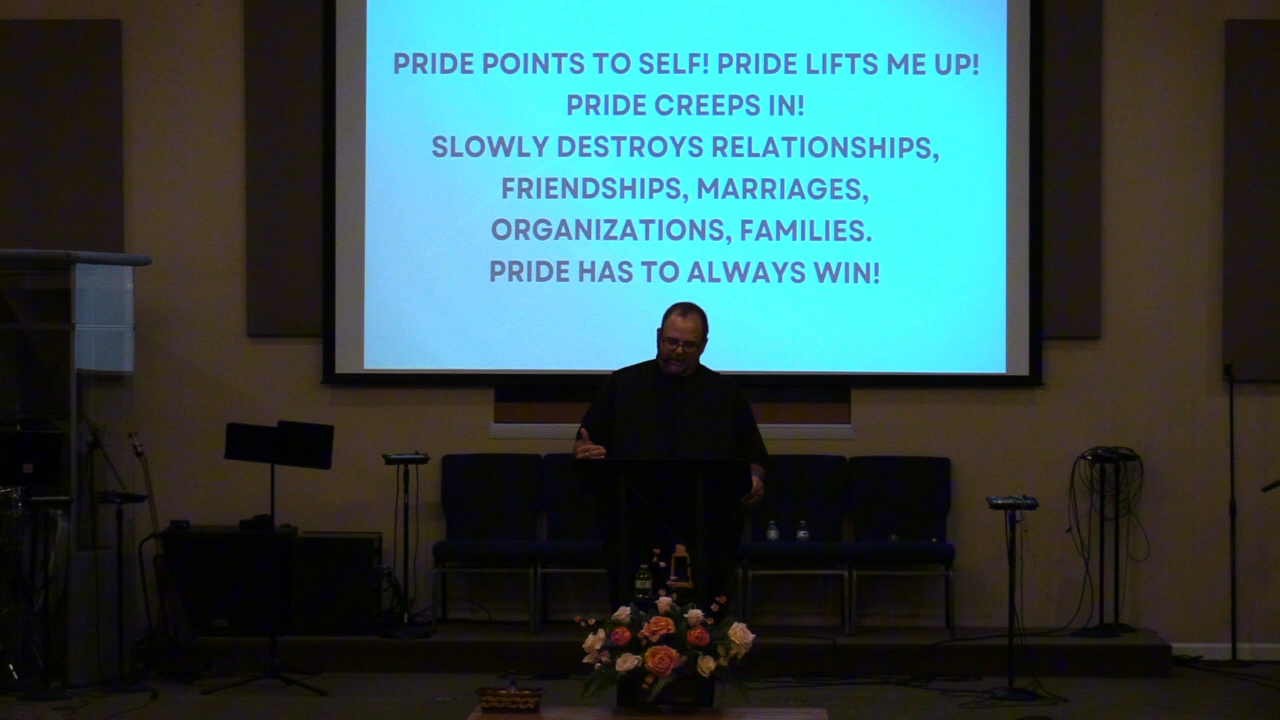 PRIDE POINTS TO SELF! PRIDE LIFTS ME UP!
PRIDE CREEPS IN!
SLOWLY DESTROYS RELATIONSHIPS,
FRIENDSHIPS, MARRIAGES,
ORGANIZATIONS, FAMILIES.
PRIDE HAS TO ALWAYS WIN!